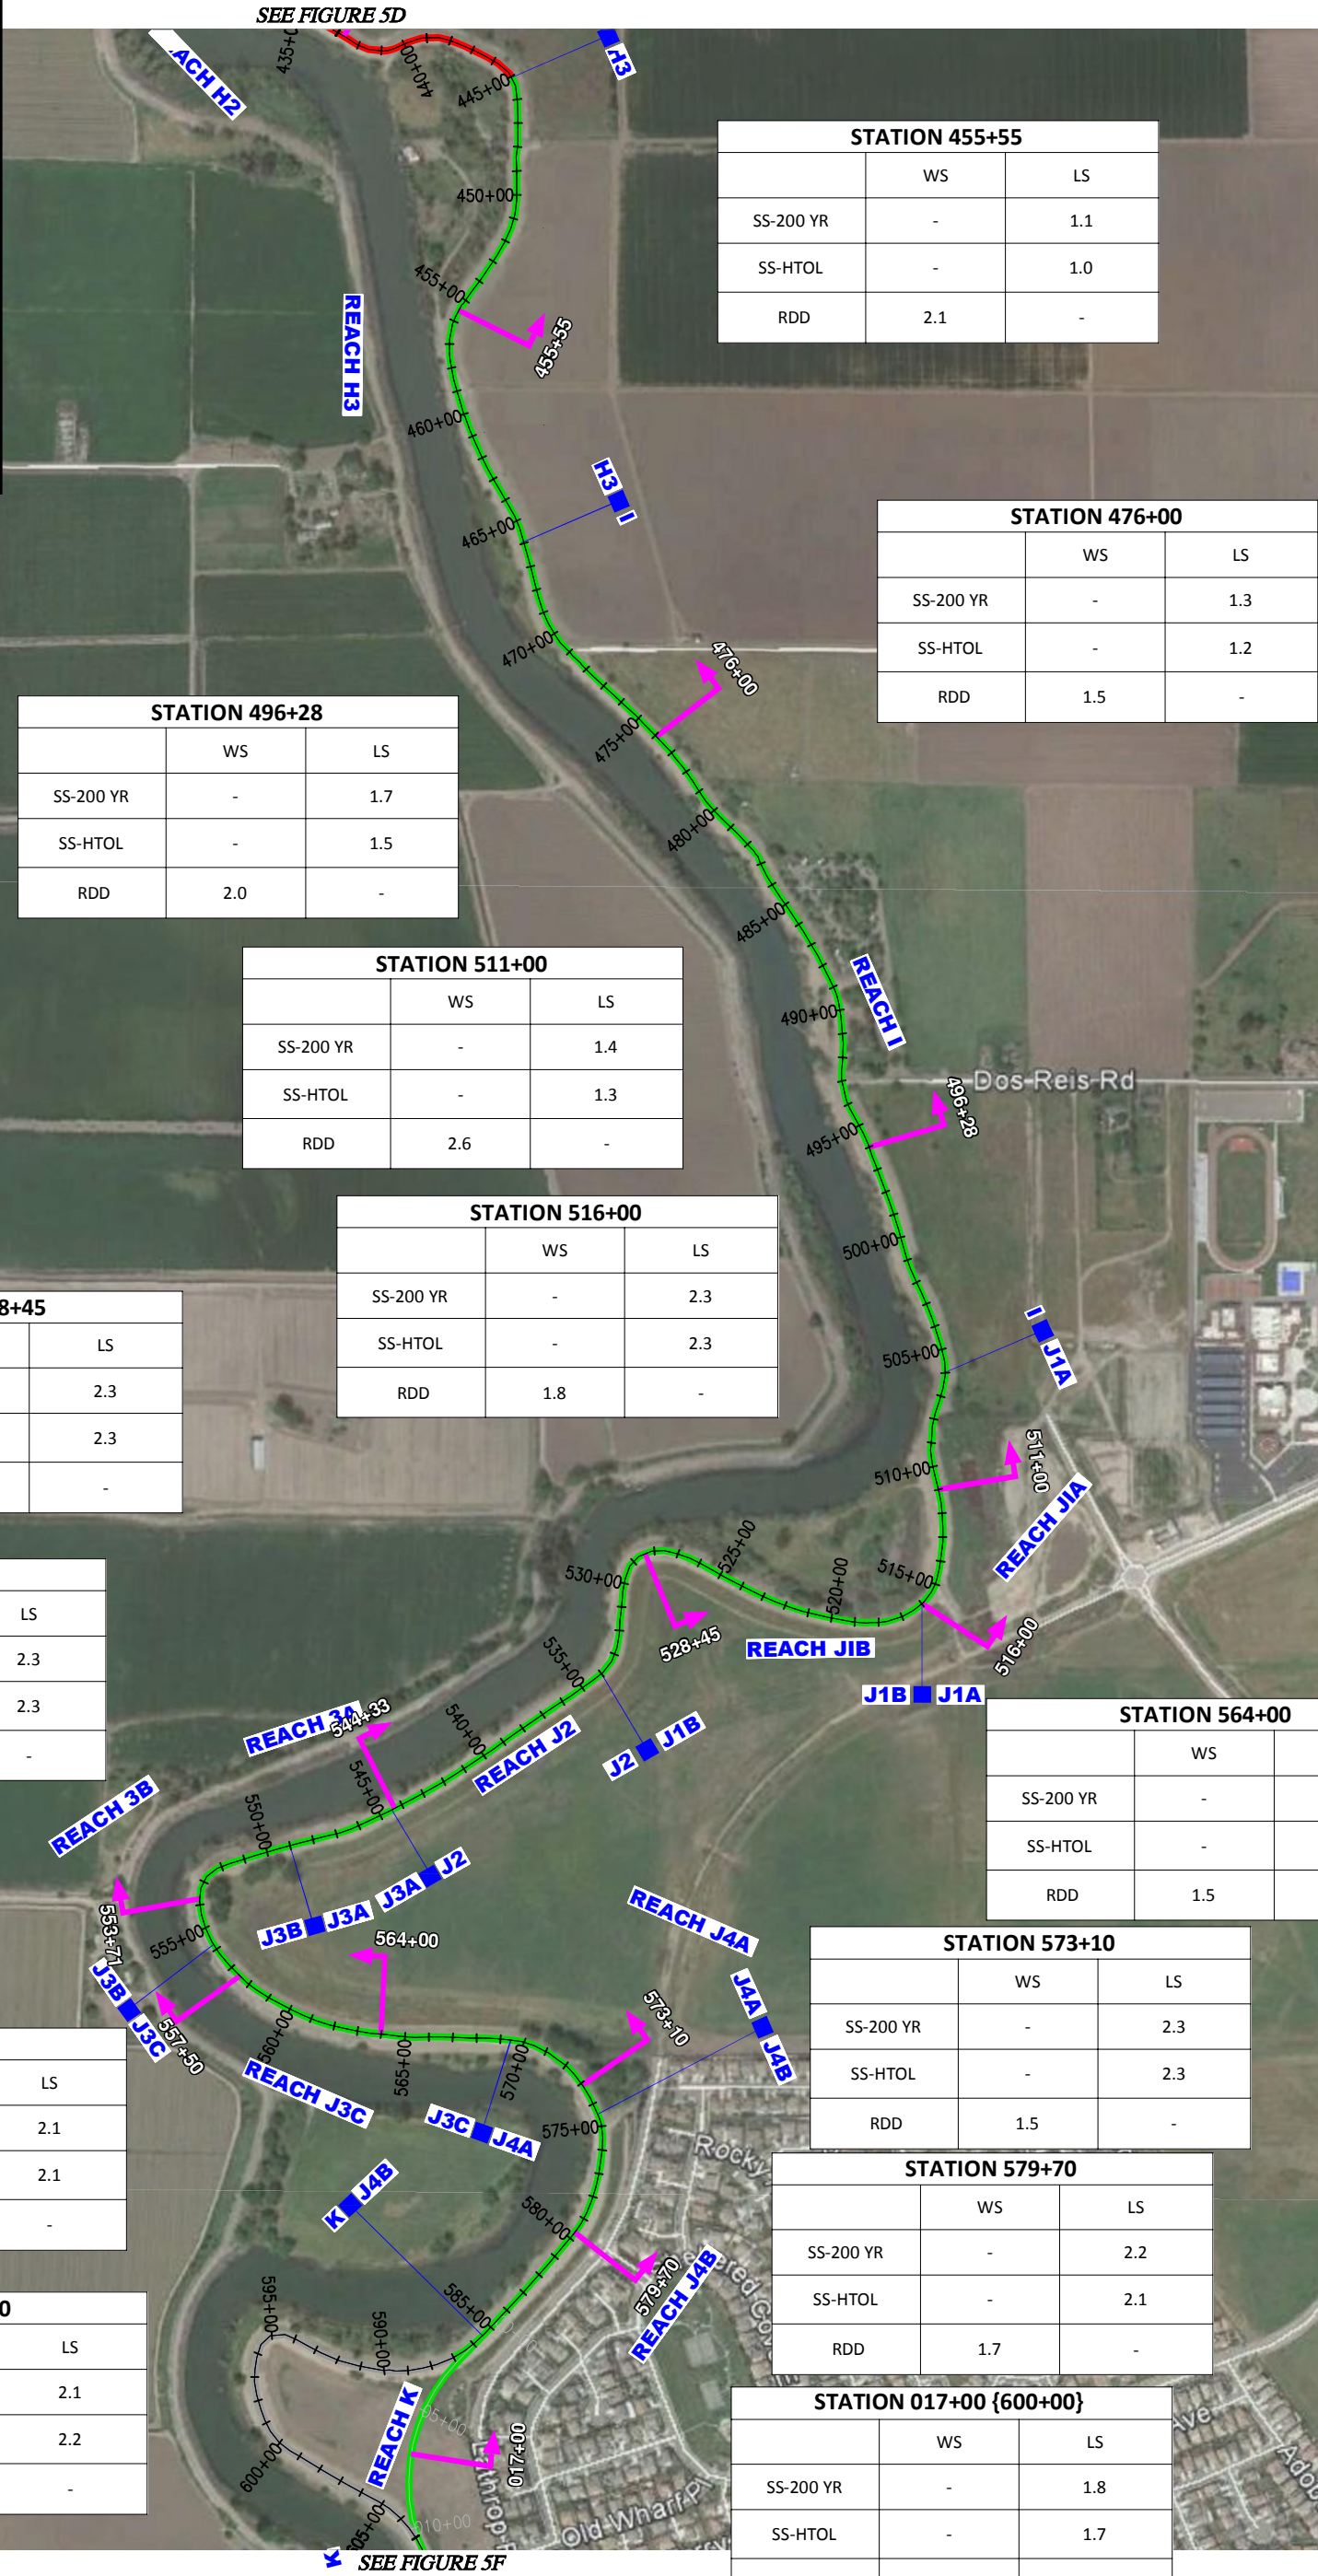 SEE FIGURE 5D
ACH H2
435+0
440+00
445+00
H3
STATION 455+55
WS LS
SS-200 YR - 1.1
SS-HTOL - 1.0
RDD 2.1 -
450+00
455+00
455+55
REACH H3
460+00
H3 I
465+00
STATION 476+00
WS LS
SS-200 YR - 1.3
SS-HTOL - 1.2
RDD 1.5 -
470+00
476+00
475+00
STATION 496+28
WS LS
SS-200 YR - 1.7
SS-HTOL - 1.5
RDD 2.0 -
480+00
485+00
STATION 511+00
WS LS
SS-200 YR - 1.4
SS-HTOL - 1.3
RDD 2.6 -
REACH I
490+00
Dos Reis Rd
496+28
495+00
STATION 516+00
WS LS
SS-200 YR - 2.3
SS-HTOL - 2.3
RDD 1.8 -
500+00
8+45
LS
2.3
2.3
-
I J1A
505+00
511+00
510+00
REACH JIA
LS
2.3
2.3
-
530+00
525+00
520+00
515+00
528+45
REACH JIB
516+00
J1B J1A
535+00
J2 J1B
REACH 3A
544+33
540+00
REACH J2
STATION 564+00
WS
SS-200 YR -
SS-HTOL -
RDD 1.5
REACH 3B
550+00
545+00
J3A J2
J3B J3A
553+71
555+00
564+00
REACH J4A
STATION 573+10
WS LS
SS-200 YR - 2.3
SS-HTOL - 2.3
RDD 1.5 -
J3B J3C
557+50
560+00
565+00
570+00
573+10
J4A J4B
LS
2.1
2.1
-
REACH J3C
J3C J4A
575+00
Rocky
K J4B
580+00
STATION 579+70
WS LS
SS-200 YR - 2.2
SS-HTOL - 2.1
RDD 1.7 -
579+70
REACH J4B
0
LS
2.1
2.2
-
595+00
590+00
585+00
STATION 017+00 {600+00}
WS LS
SS-200 YR - 1.8
SS-HTOL - 1.7
REACH K
05+00
017+00
600+00
605+00
010+00
Old Wharf Pl
Ave
K
SEE FIGURE 5F